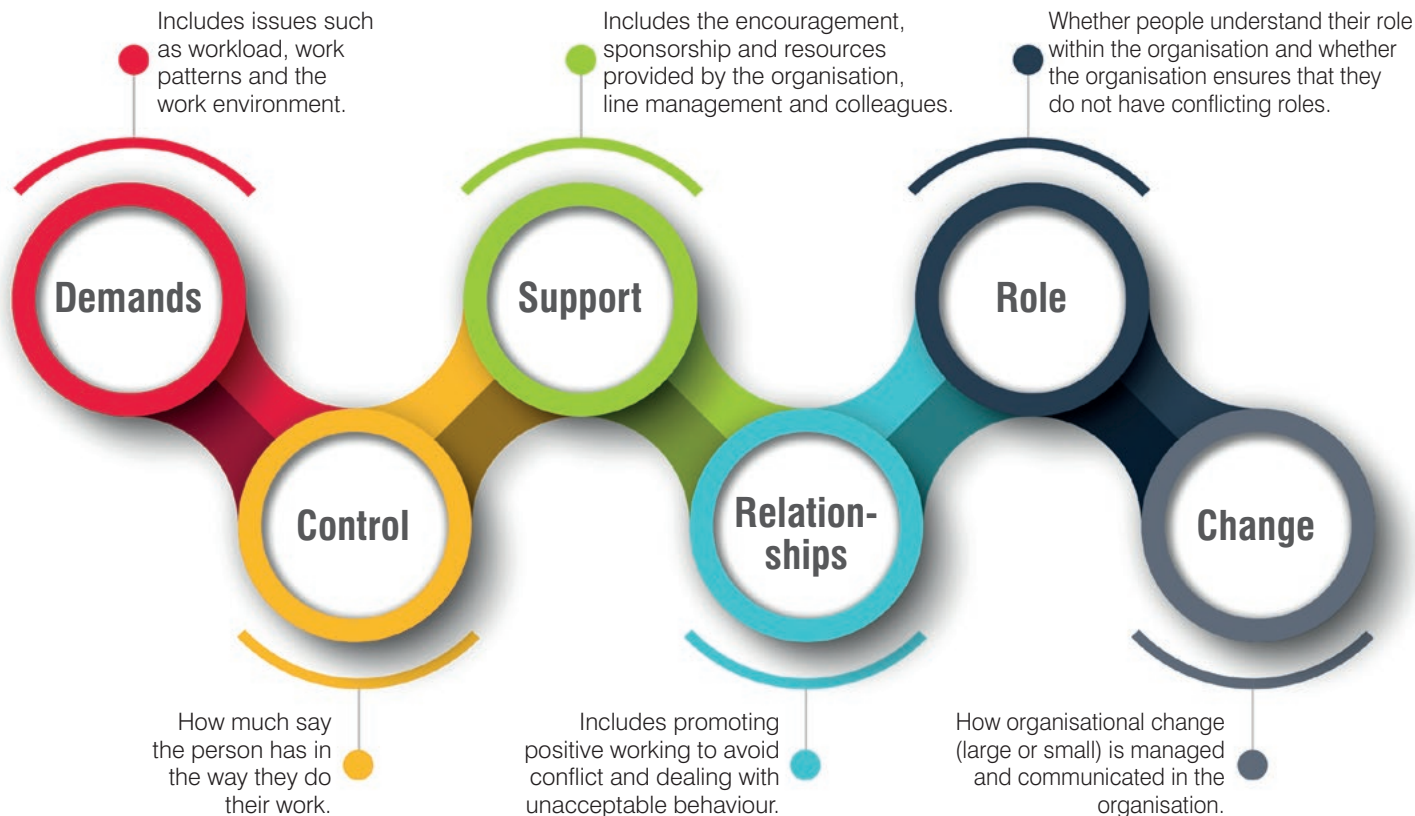 Includes issues such
as workload, work
patterns and the
work environment.
Includes the encouragement,
sponsorship and resources
provided by the organisation,
line management and colleagues.
Whether people understand their role
within the organisation and whether
the organisation ensures that they
do not have conflicting roles.
Demands
Support
Role
Control
Relation-
ships
Change
How much say
the person has in
the way they do
their work.
Includes promoting
positive working to avoid
conflict and dealing with
unacceptable behaviour.
How organisational change
(large or small) is managed
and communicated in the
organisation.